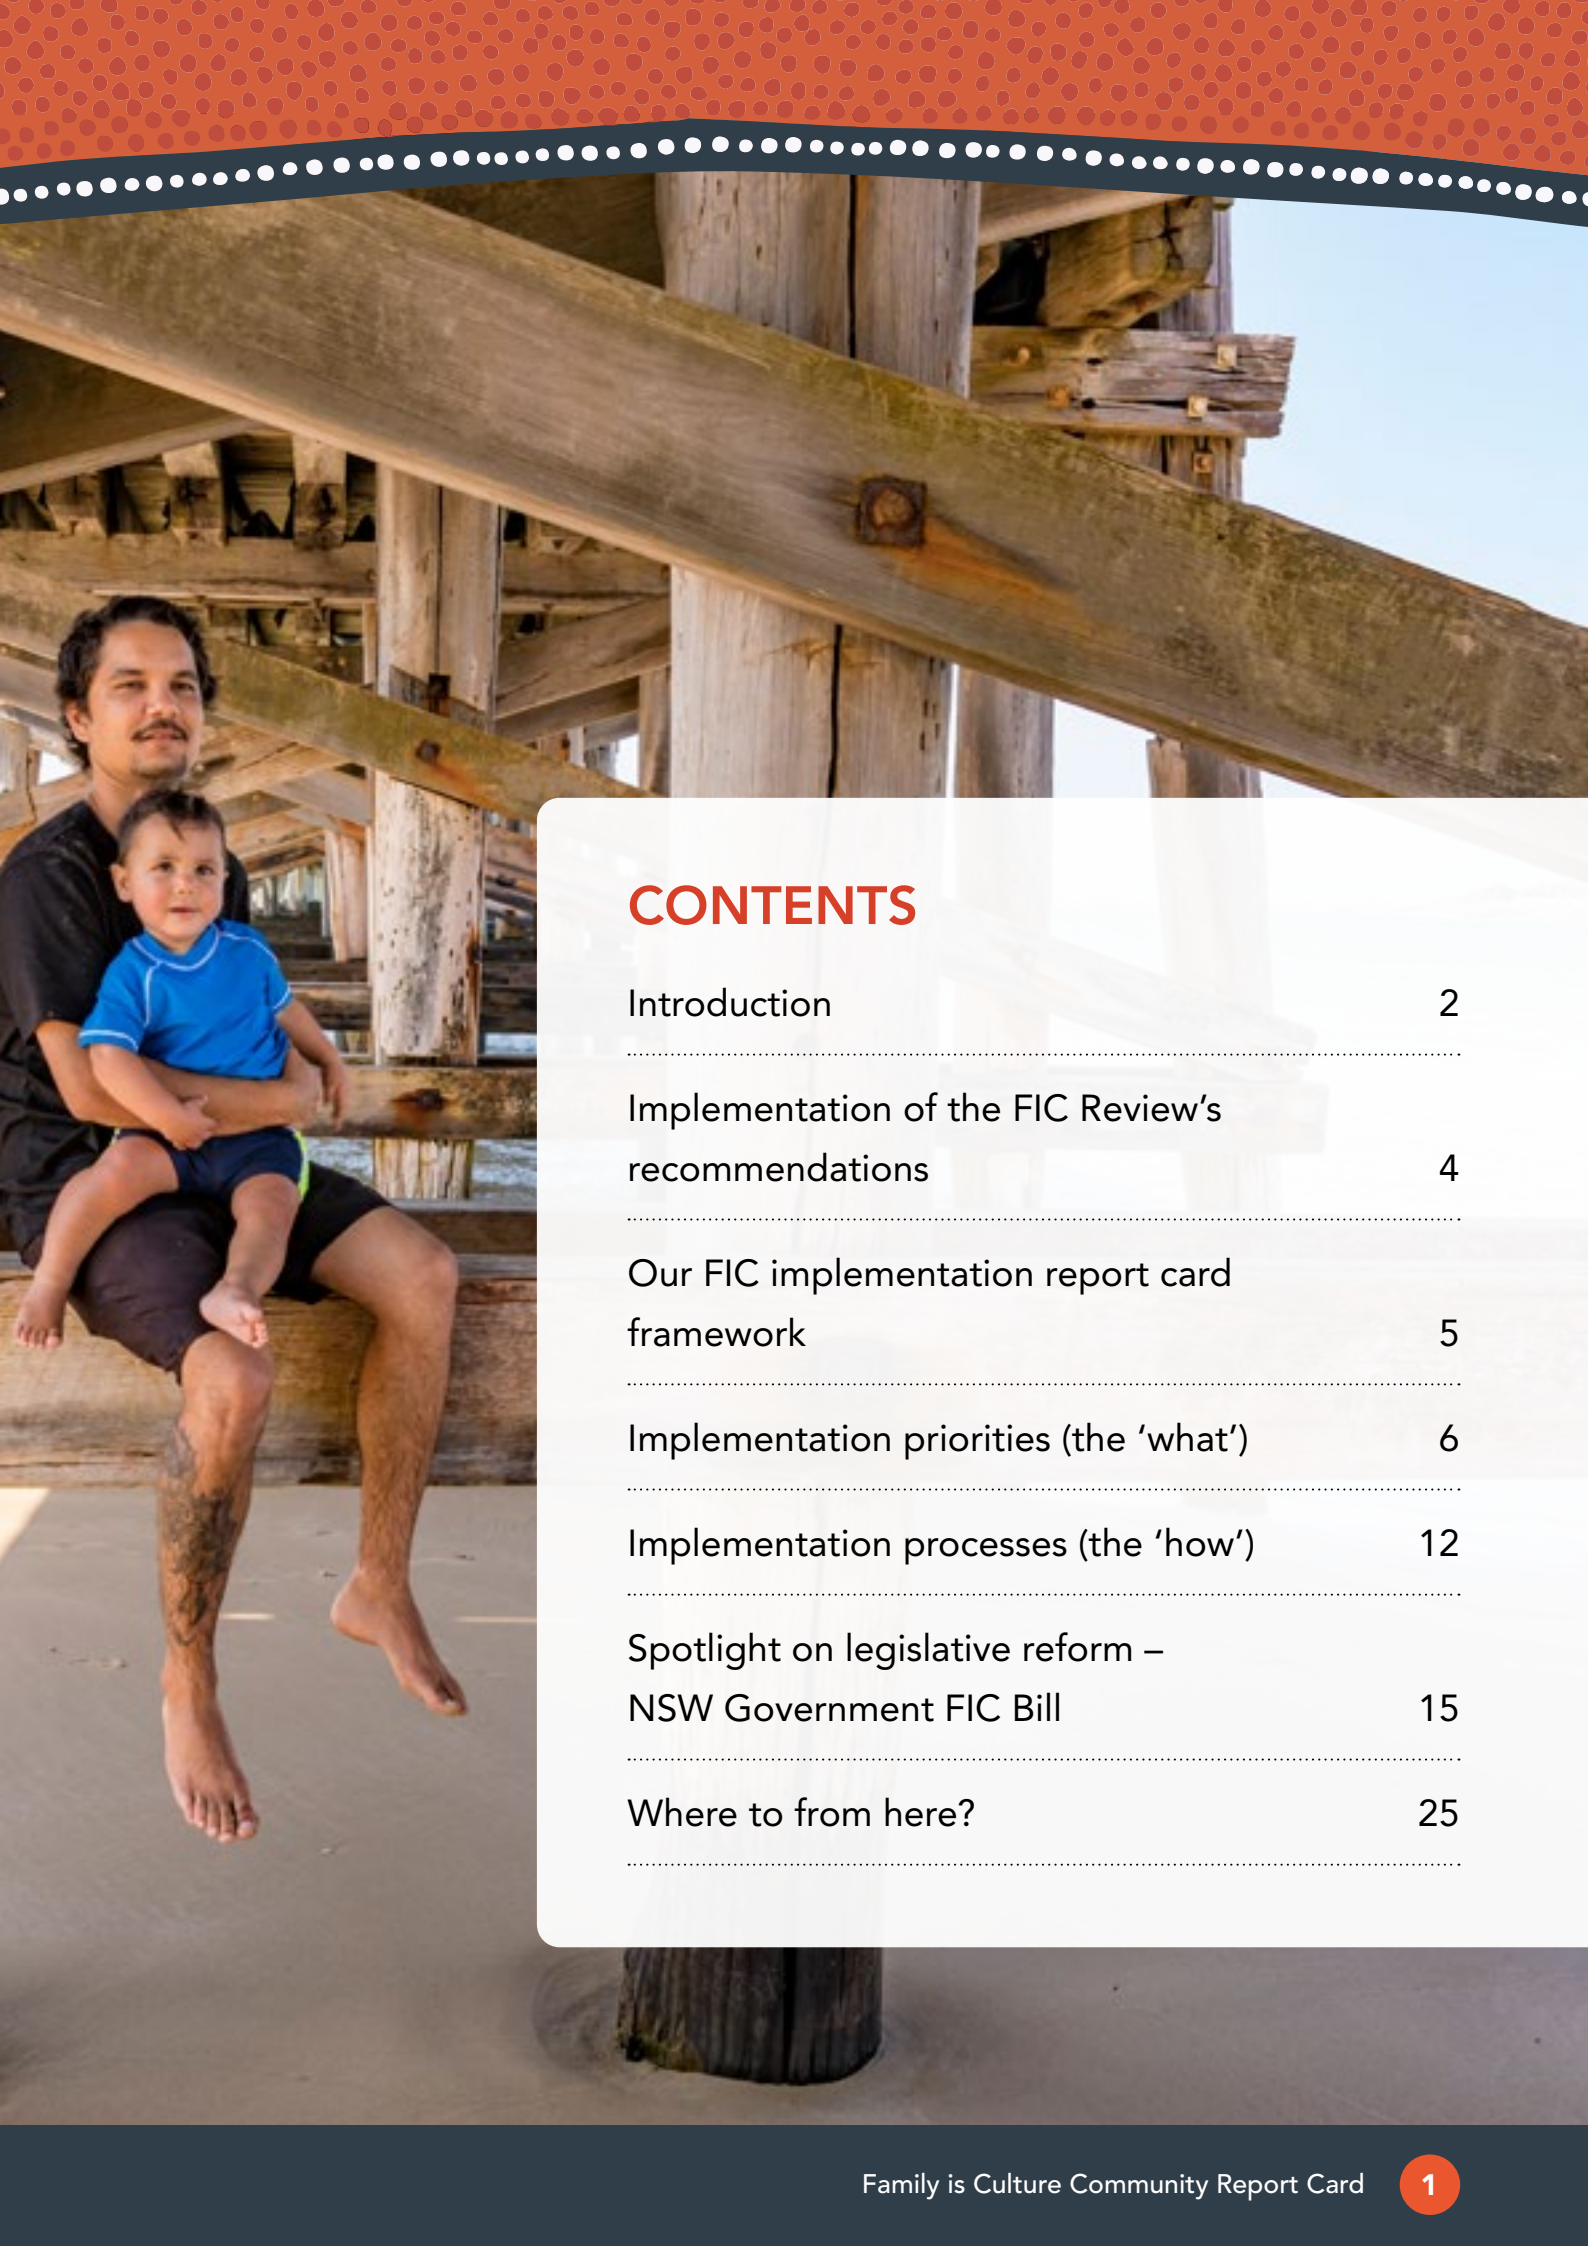 CONTENTS
Introduction 2
Implementation of the FIC Review’s
recommendations 4
Our FIC implementation report card
framework 5
Implementation priorities (the ‘what’) 6
Implementation processes (the ‘how’) 12
Spotlight on legislative reform –
NSW Government FIC Bill 15
Where to from here? 25
Family is Culture Community Report Card 1